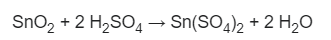 SnO₂ + 2 H₂SO₄ → Sn(SO₄)₂ + 2 H₂O